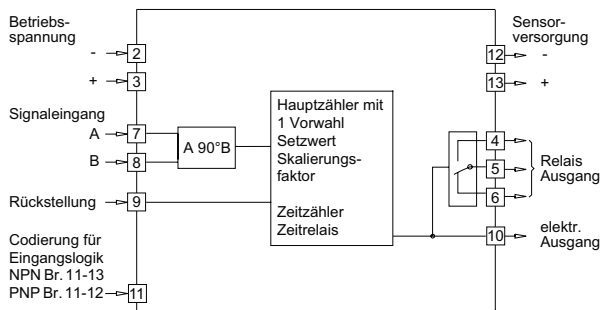 Betriebs-
spannung
- 2
+ 3
Signaleingang
A 7
B 8
A 90°B
Rückstellung 9
Codierung für
Eingangslogik
NPN Br. 11-13
PNP Br. 11-12 11
Hauptzähler mit
1 Vorwahl
Setzwert
Skalierungs-
faktor
Zeitzähler
Zeitrelais
Sensor-
versorgung
12 -
13 +
4
5
6
Relais
Ausgang
10
elektr.
Ausgang